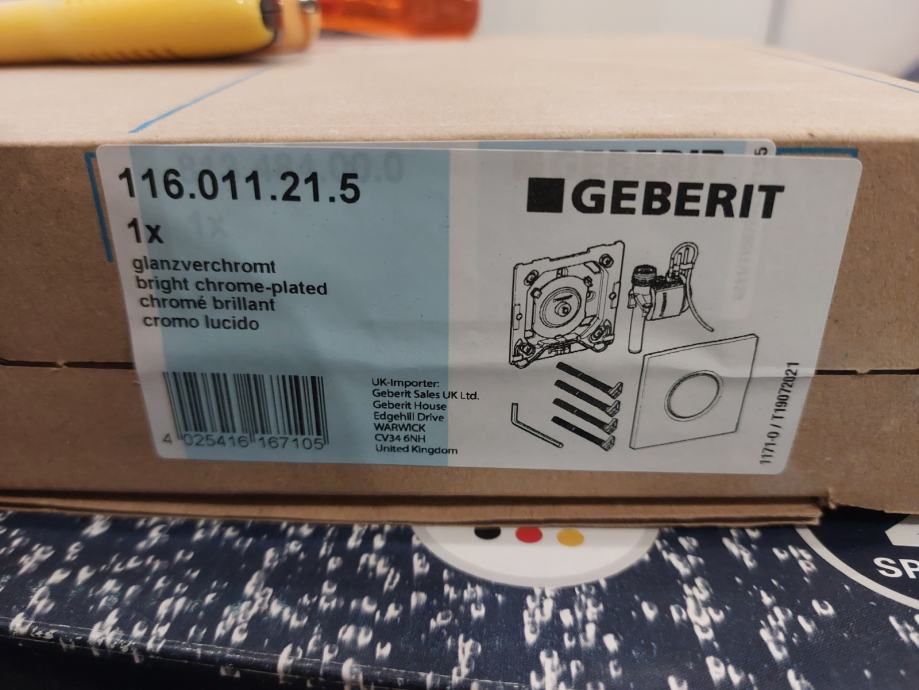 116.011.21.5
1x
glanzverchromt
bright chrome-plated
chromé brillant
cromo lucido
4 025416 167105
UK-Importer:
Geberit Sales UK Ltd.
Geberit House
Edgehill Drive
WARWICK
CV34 6NH
United Kingdom
GEBERIT
1171-0 / T19072021
SP